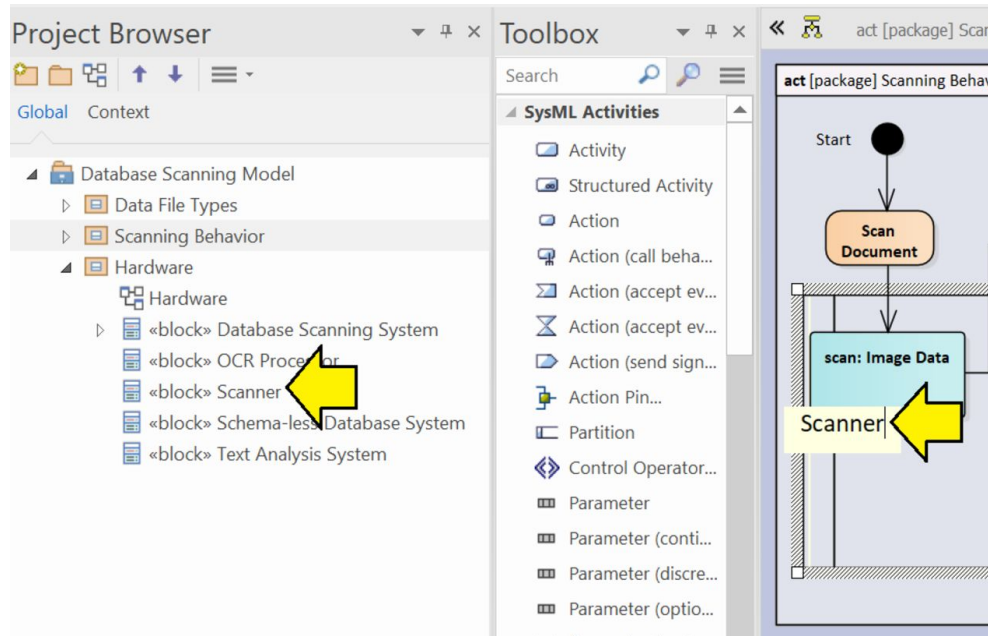 Project Browser
Global Context
Database Scanning Model
Data File Types
Scanning Behavior
Hardware
Hardware
«block» Database Scanning System
«block» OCR Processor
«block» Scanner
«block» Schema-less Database System
«block» Text Analysis System
Toolbox
Search
SysML Activities
Activity
Structured Activity
Action
Action (call beha...
Action (accept ev...
Action (accept ev...
Action (send sign...
Action Pin...
Partition
Control Operator...
Parameter
Parameter (conti...
Parameter (discre...
Parameter (optio...
act [package] Scan
act [package] Scanning Behav
Start
Scan
Document
scan: Image Data
Scanner